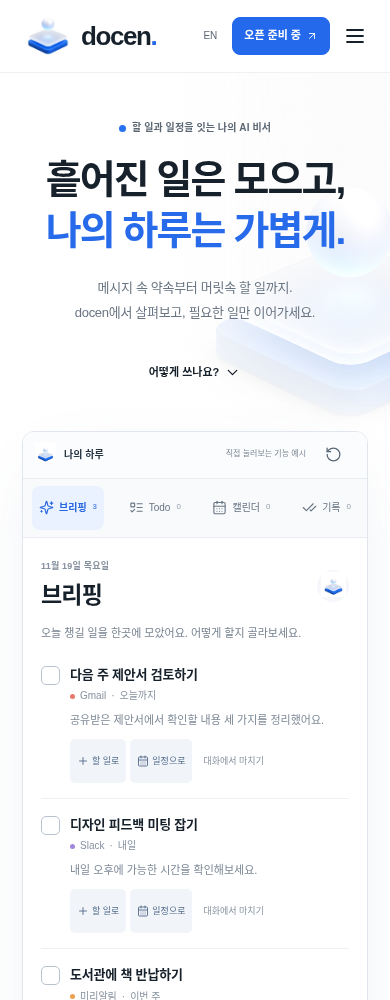 docen.
EN
오픈 준비 중
할 일과 일정을 잇는 나의 AI 비서
흩어진 일은 모으고,
나의 하루는 가볍게.
메시지 속 약속부터 머릿속 할 일까지.
docen에서 살펴보고, 필요한 일만 이어가세요.
어떻게 쓰나요?
나의 하루
직접 눌러보는 기능 예시
브리핑 3
Todo 0
캘린더 0
기록 0
11월 19일 목요일
브리핑
오늘 챙길 일을 한곳에 모았어요. 어떻게 할지 골라보세요.
다음 주 제안서 검토하기
Gmail · 오늘까지
공유받은 제안서에서 확인할 내용 세 가지를 정리했어요.
할 일로
일정으로
대화에서 마치기
디자인 피드백 미팅 잡기
Slack · 내일
내일 오후에 가능한 시간을 확인해보세요.
할 일로
일정으로
대화에서 마치기
도서관에 책 반납하기
미리알림 · 이번 주